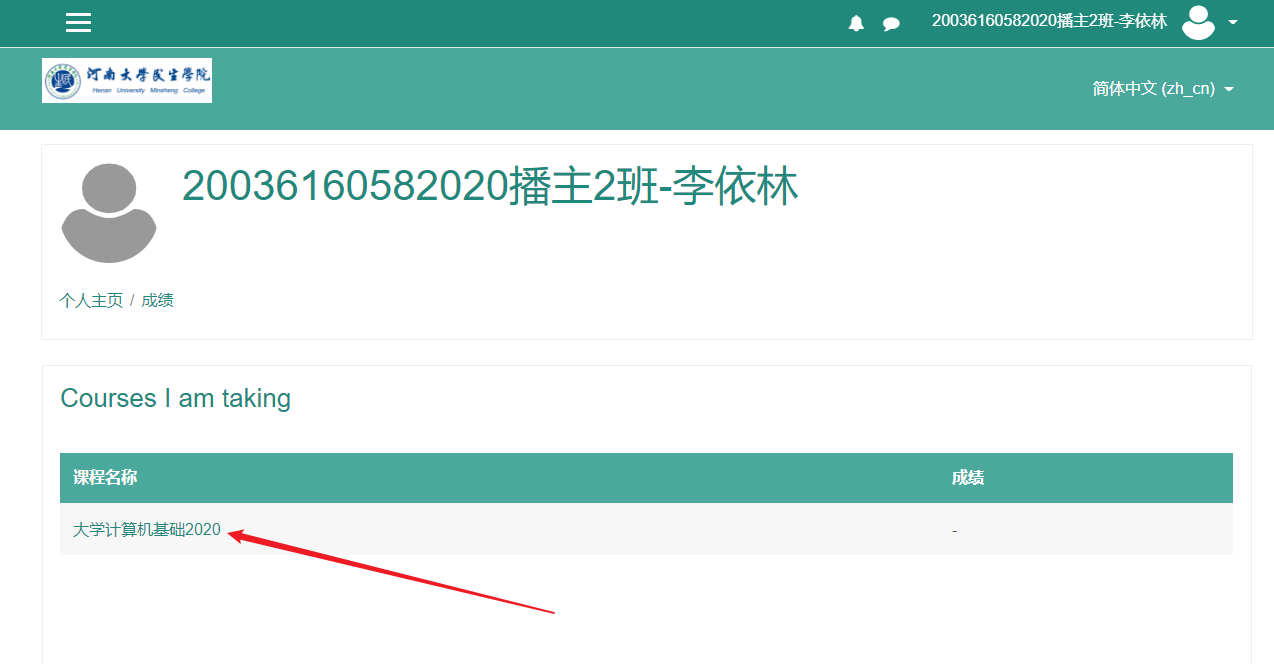 20036160582020播主2班-李依林
河南大学民生学院
Henan University Minsheng College
简体中文 (zh_cn)
20036160582020播主2班-李依林
个人主页 / 成绩
Courses I am taking
课程名称 成绩
大学计算机基础2020 -